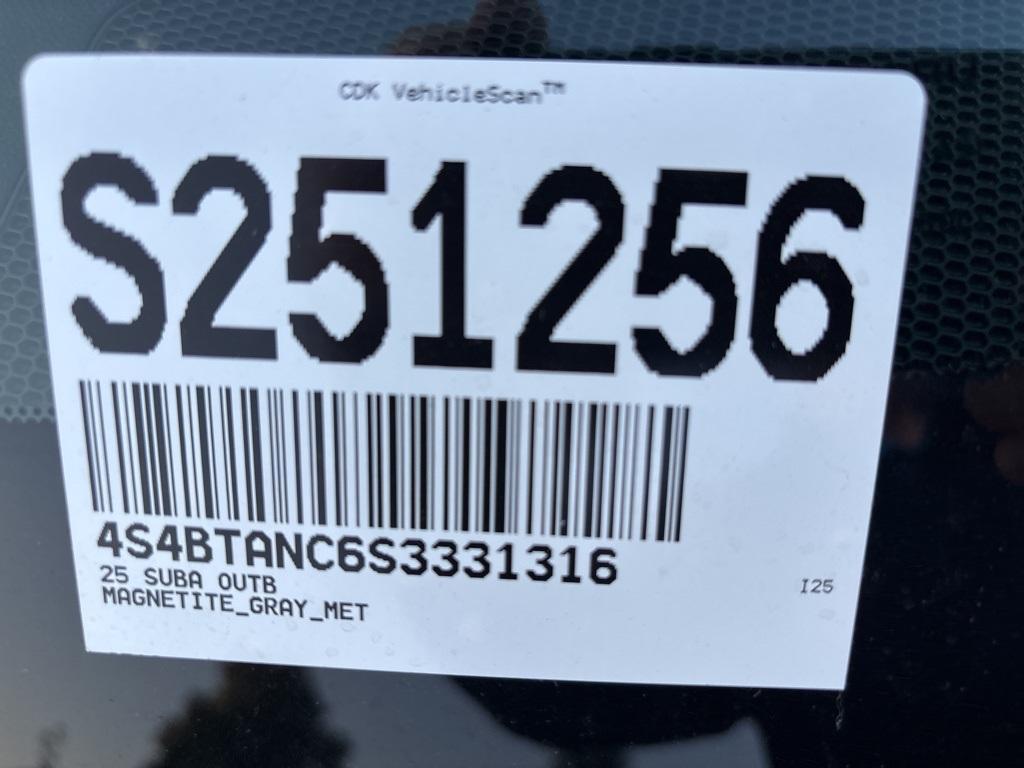 CDK VehicleScan™
S251256
4S4BTANC6S3331316
25 SUBA OUTB
MAGNETITE_GRAY_MET
I25